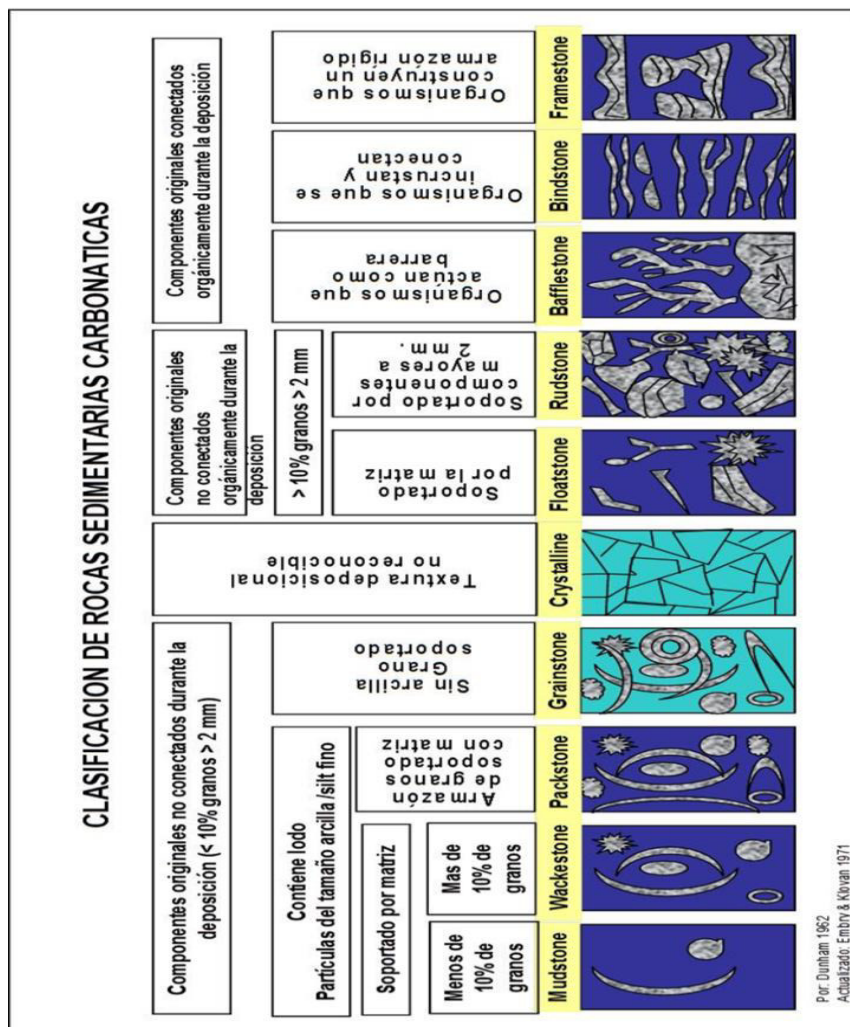 CLASIFICACION DE ROCAS SEDIMENTARIAS CARBONATICAS
Componentes originales no conectados durante la
deposición (< 10% granos > 2 mm)
Contiene lodo
Partículas del tamaño arcilla /silt fino
Soportado por matriz
Menos de
10% de
granos
Mas de
10% de
granos
Armazón
de granos
soportado
con matriz
Sin arcilla
Grano
soportado
Textura deposicional
no reconocible
Componentes originales
no conectados
orgánicamente durante la
deposición
> 10% granos > 2 mm
Soportado
por la matriz
Soportado por
componentes
mayores a
2 mm.
Componentes originales conectados
orgánicamente durante la deposición
Organismos que
actúan como
barrera
Organismos que se
incrustan y
conectan
Organismos que
construyen un
armazón rígido
Mudstone
Wackestone
Packstone
Grainstone
Crystalline
Floatstone
Rudstone
Bafflestone
Bindstone
Framestone
Por: Dunham 1962
Actualizado: Embry & Klovan 1971